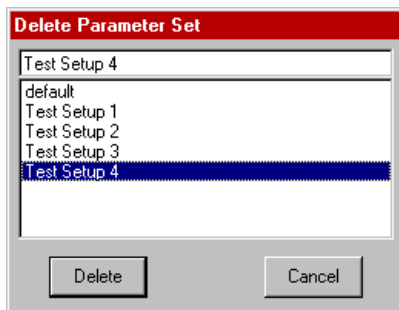 Delete Parameter Set
Test Setup 4
default
Test Setup 1
Test Setup 2
Test Setup 3
Test Setup 4
Delete
Cancel